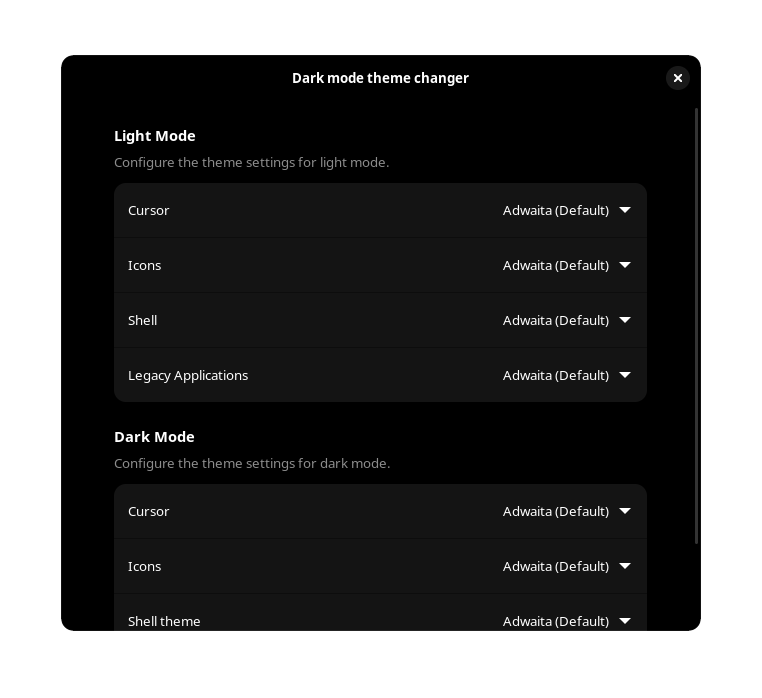 Dark mode theme changer
Light Mode
Configure the theme settings for light mode.
Cursor Adwaita (Default)
Icons Adwaita (Default)
Shell Adwaita (Default)
Legacy Applications Adwaita (Default)
Dark Mode
Configure the theme settings for dark mode.
Cursor Adwaita (Default)
Icons Adwaita (Default)
Shell theme Adwaita (Default)